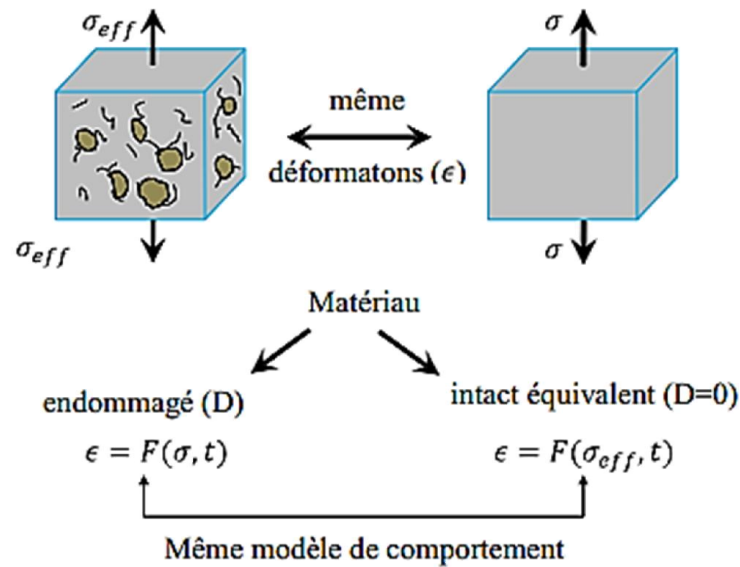 σ_eff
σ
même
déformatons (ϵ)
σ_eff
σ
Matériau
endommagé (D)
intact équivalent (D=0)
ϵ = F(σ, t)
ϵ = F(σ_eff, t)
Même modèle de comportement